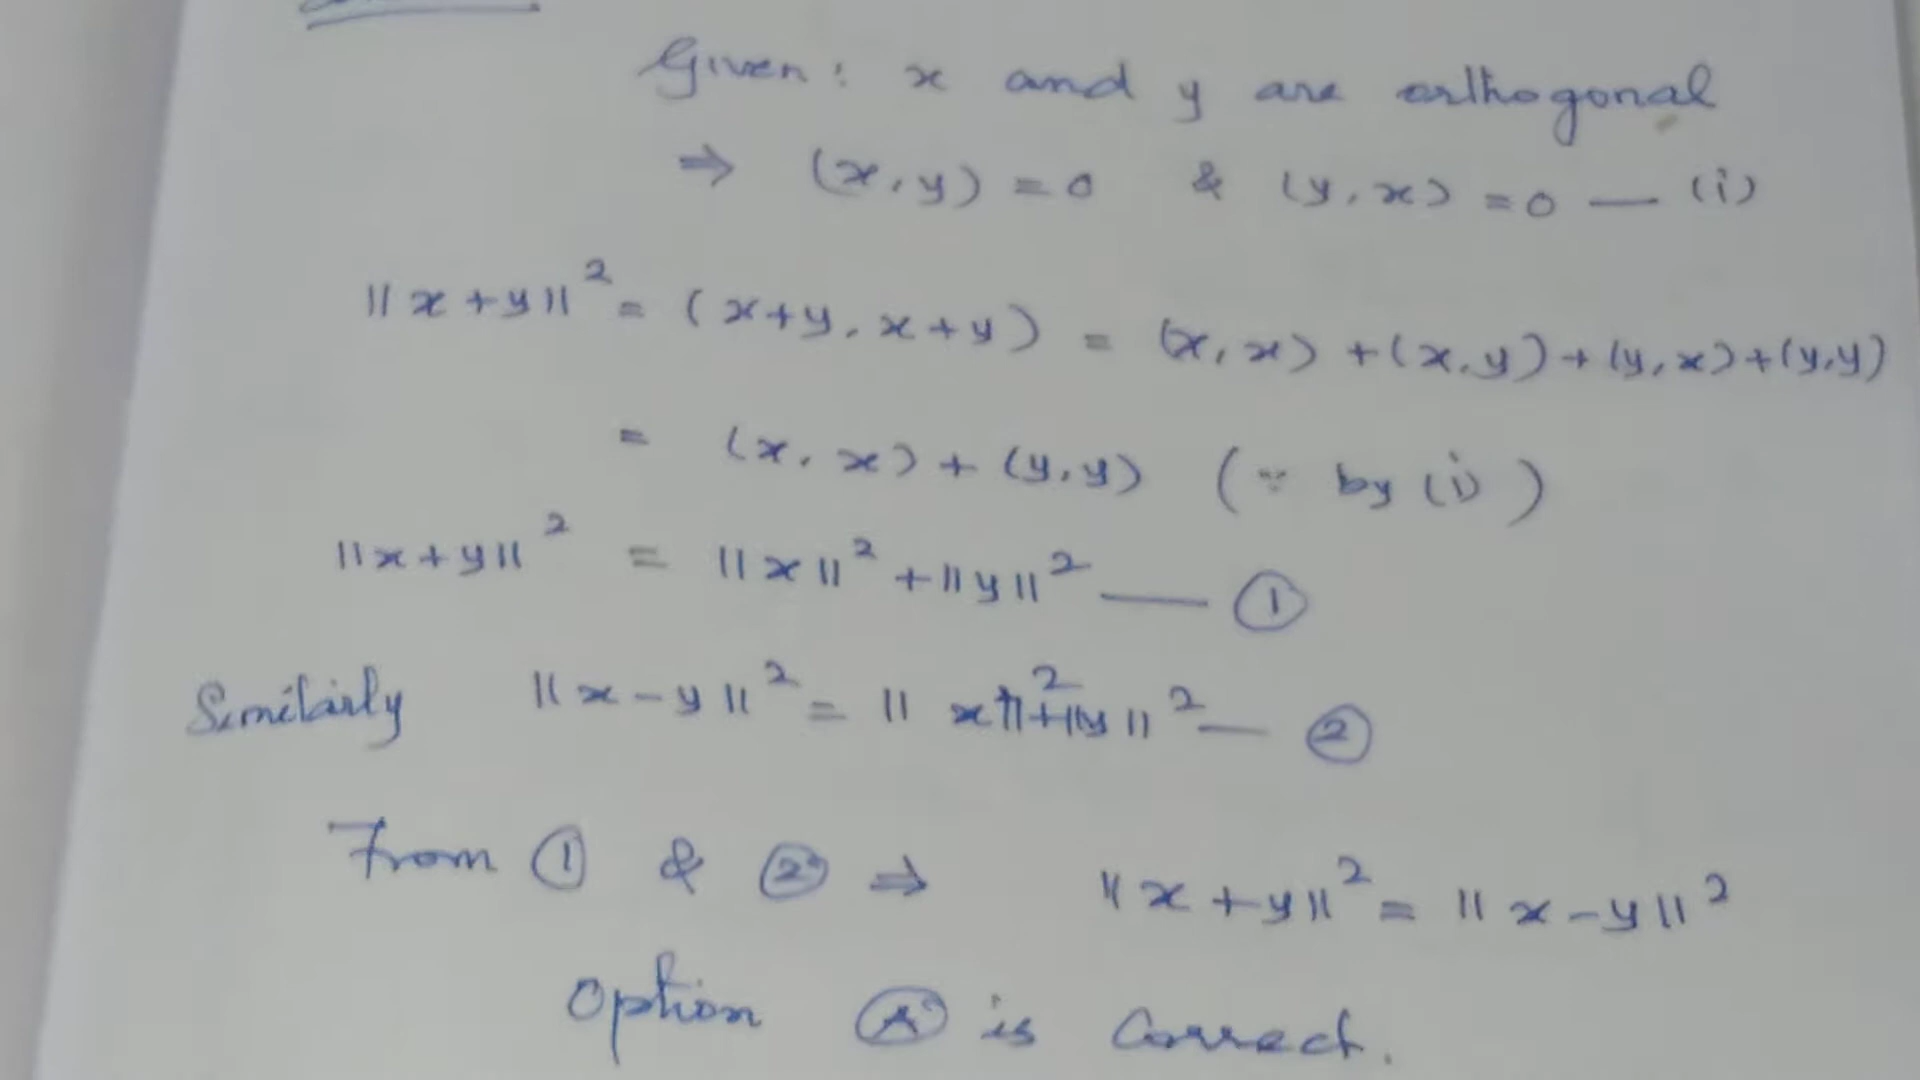 Given: x and y are orthogonal
⇒ (x, y) = 0 & (y, x) = 0 — (i)
||x+y||² = (x+y, x+y) = (x, x) + (x, y) + (y, x) + (y, y)
= (x, x) + (y, y) (∵ by (i))
||x+y||² = ||x||² + ||y||² — ①
Similarly ||x-y||² = ||x||² + ||y||² — ②
From ① & ② ⇒ ||x+y||² = ||x-y||²
Option Ⓐ is Correct.